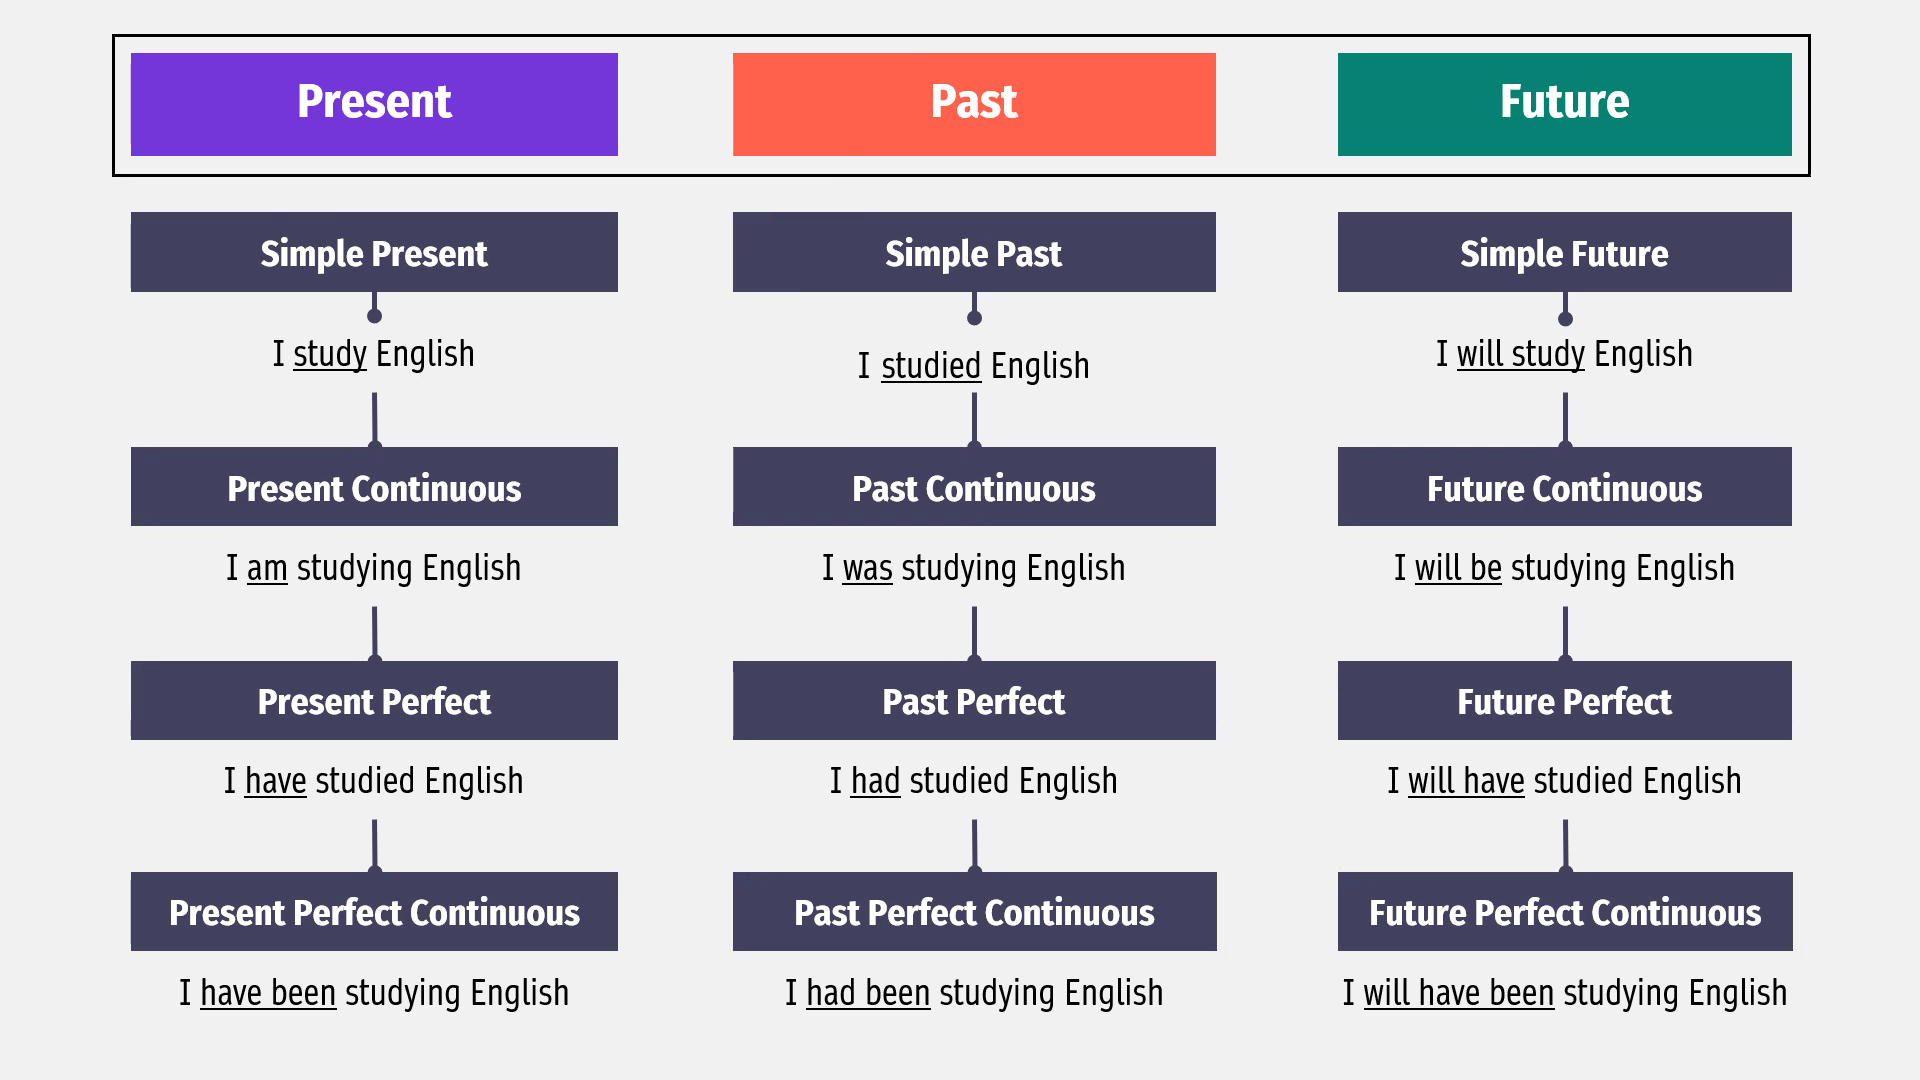 Present
Past
Future
Simple Present
Simple Past
Simple Future
I study English
I studied English
I will study English
Present Continuous
Past Continuous
Future Continuous
I am studying English
I was studying English
I will be studying English
Present Perfect
Past Perfect
Future Perfect
I have studied English
I had studied English
I will have studied English
Present Perfect Continuous
Past Perfect Continuous
Future Perfect Continuous
I have been studying English
I had been studying English
I will have been studying English